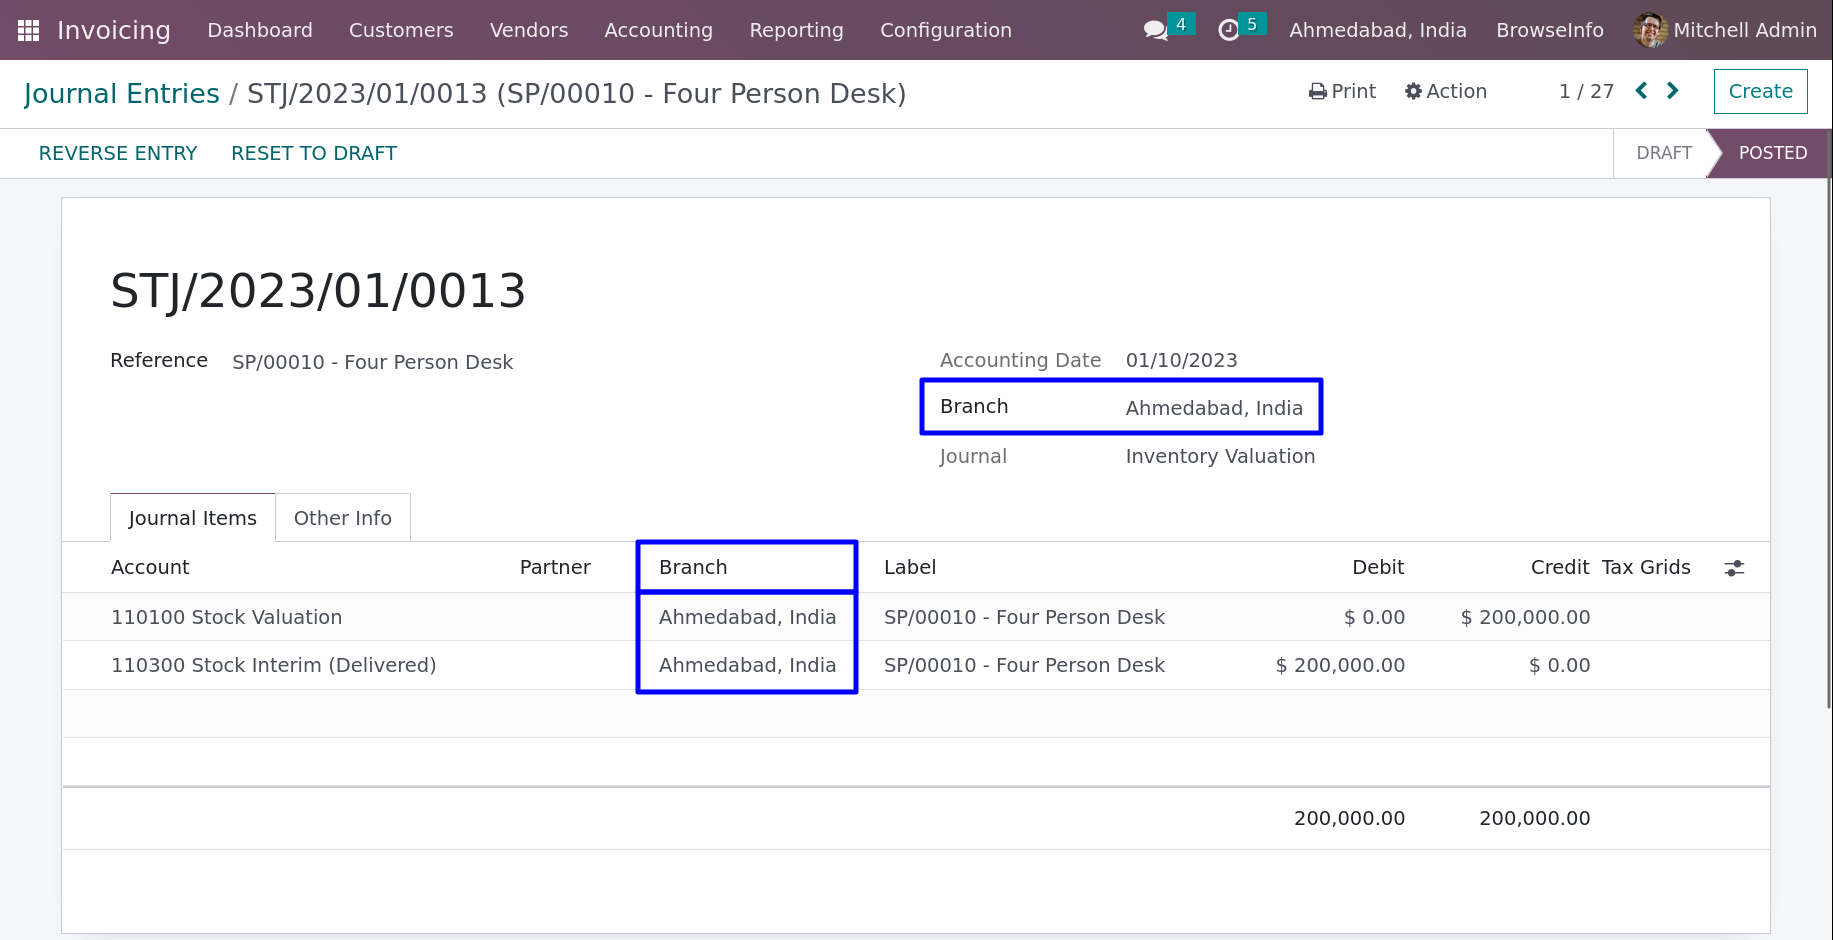 Invoicing Dashboard Customers Vendors Accounting Reporting Configuration 4 5 Ahmedabad, India BrowseInfo Mitchell Admin
Journal Entries / STJ/2023/01/0013 (SP/00010 - Four Person Desk) Print Action 1 / 27 Create
REVERSE ENTRY RESET TO DRAFT DRAFT POSTED
STJ/2023/01/0013
Reference SP/00010 - Four Person Desk Accounting Date 01/10/2023
Branch Ahmedabad, India
Journal Inventory Valuation
Journal Items Other Info
Account Partner Branch Label Debit Credit Tax Grids
110100 Stock Valuation Ahmedabad, India SP/00010 - Four Person Desk $ 0.00 $ 200,000.00
110300 Stock Interim (Delivered) Ahmedabad, India SP/00010 - Four Person Desk $ 200,000.00 $ 0.00
200,000.00 200,000.00